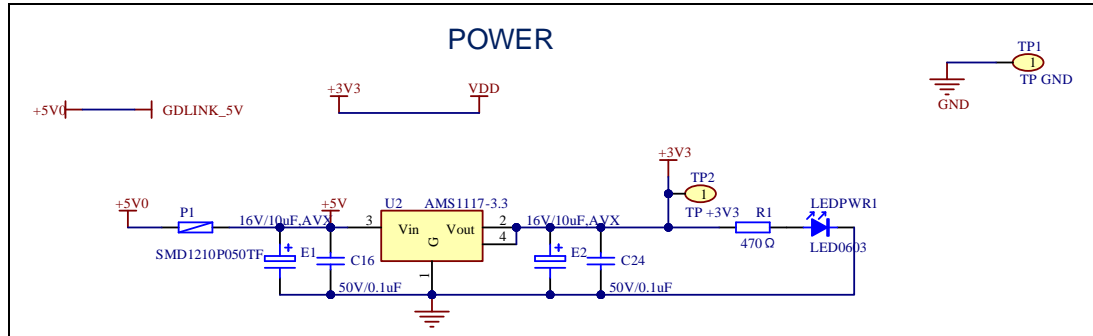 POWER
TP1
1
TP GND
GND
+5V0
GDLINK_5V
+3V3
VDD
+3V3
TP2
1
TP +3V3
+5V0
P1
SMD1210P050TF
16V/10uF,AVX
+5V
E1
C16
50V/0.1uF
U2
AMS1117-3.3
3
Vin
G
Vout
2
4
1
16V/10uF,AVX
E2
C24
50V/0.1uF
R1
470Ω
LEDPWR1
LED0603